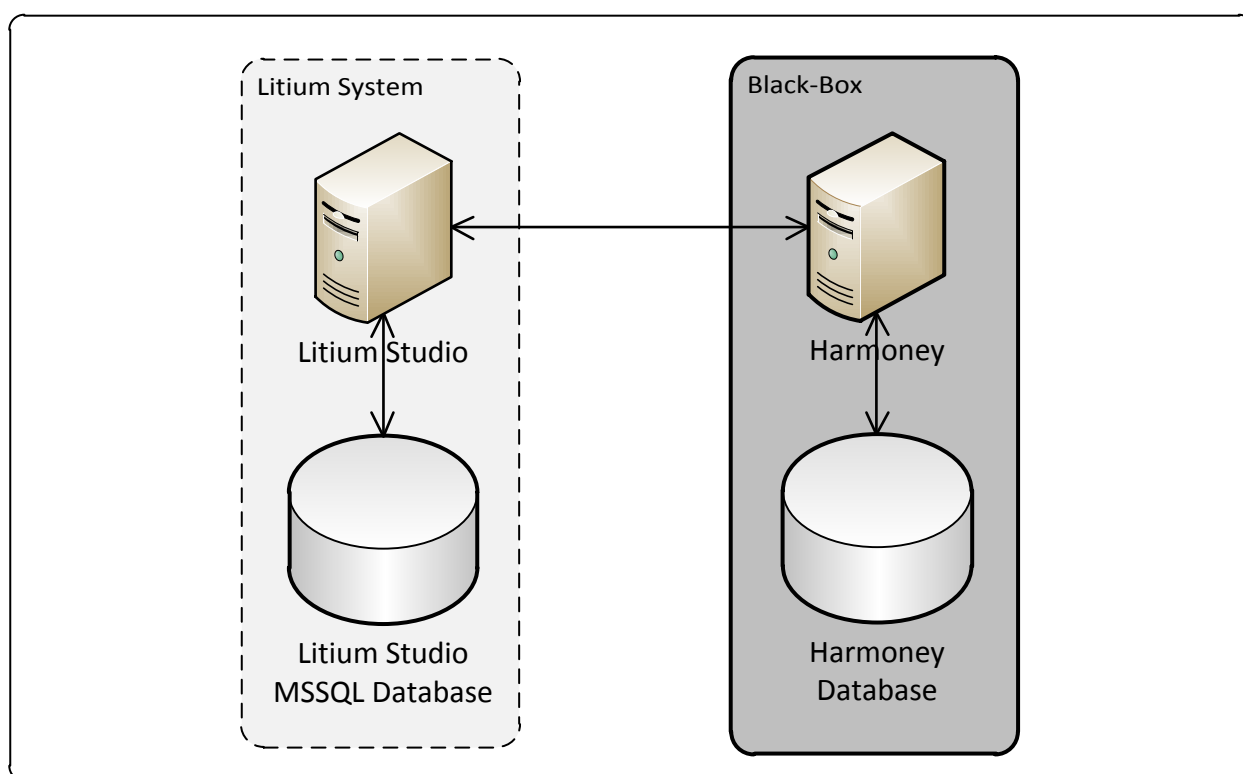 Litium System
Black-Box
Litium Studio
Harmoney
Litium Studio
MSSQL Database
Harmoney
Database